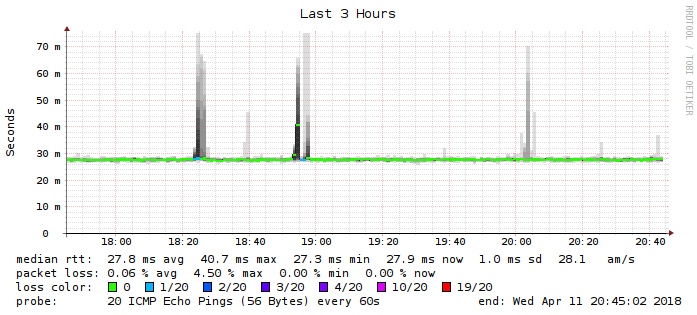 Last 3 Hours
RRDTOOL / TOBI OETIKER
Seconds
70 m
60 m
50 m
40 m
30 m
20 m
10 m
0
18:00 18:20 18:40 19:00 19:20 19:40 20:00 20:20 20:40
median rtt: 27.8 ms avg 40.7 ms max 27.3 ms min 27.9 ms now 1.0 ms sd 28.1 am/s
packet loss: 0.06 % avg 4.50 % max 0.00 % min 0.00 % now
loss color: 0 1/20 2/20 3/20 4/20 10/20 19/20
probe: 20 ICMP Echo Pings (56 Bytes) every 60s end: Wed Apr 11 20:45:02 2018